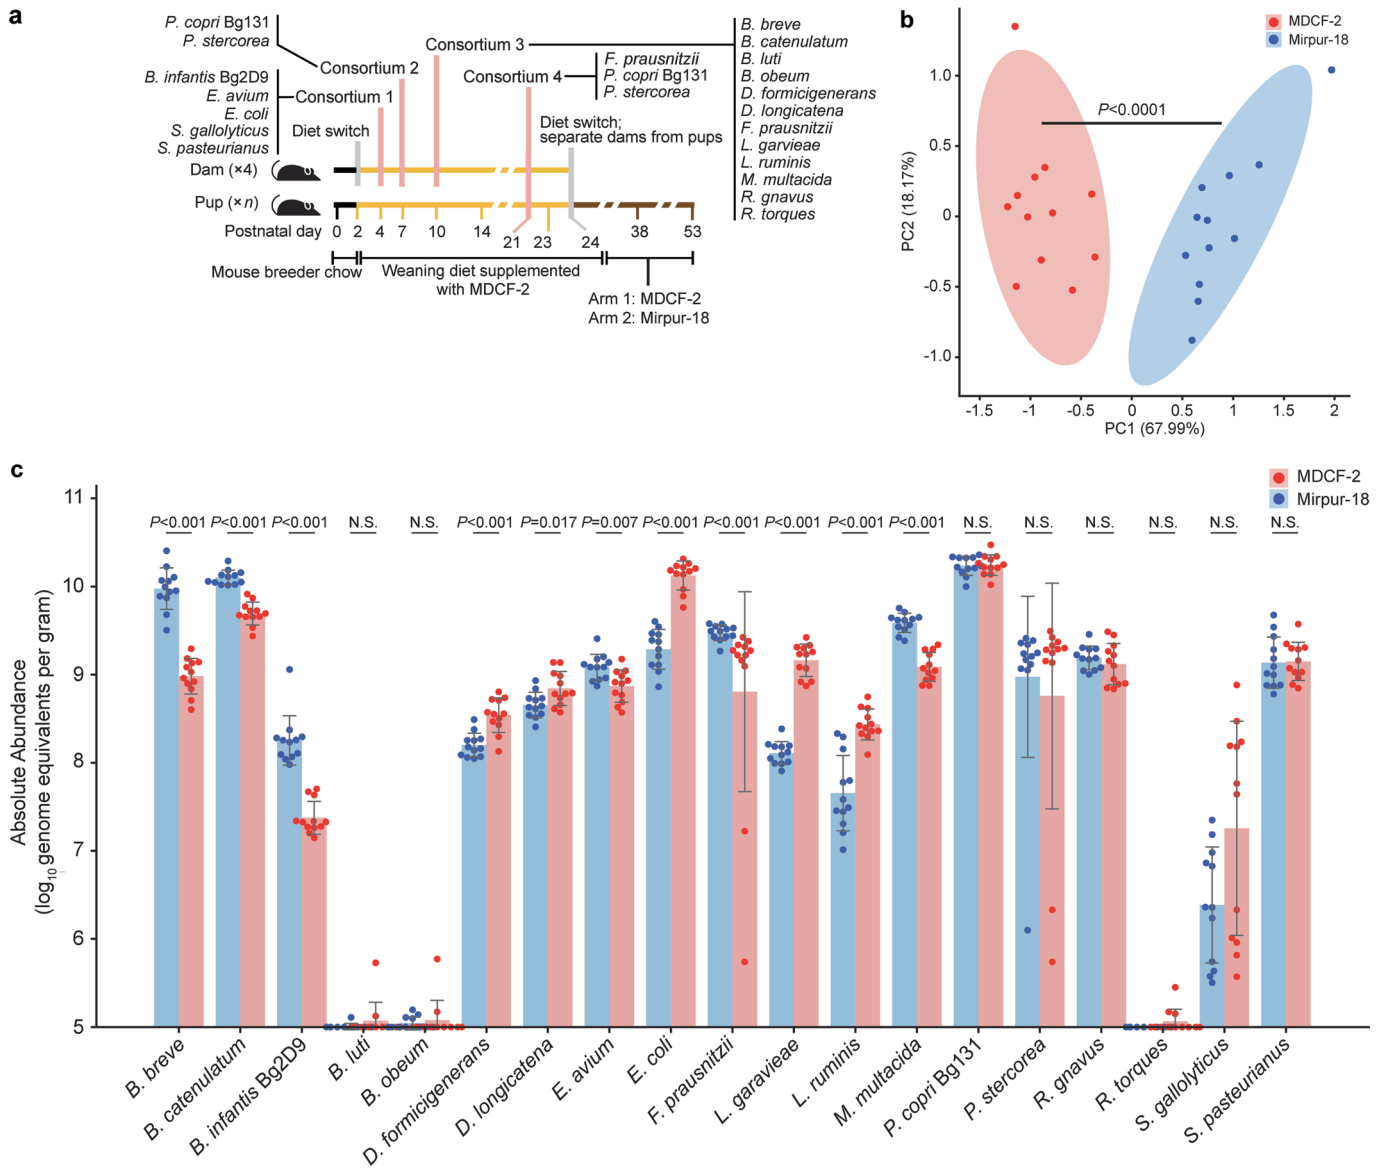 a
P. copri Bg131
P. stercorea
Consortium 2
B. infantis Bg2D9
E. avium
E. coli
S. gallolyticus
S. pasteurianus
Consortium 1
Consortium 3
Consortium 4
F. prausnitzii
P. copri Bg131
P. stercorea
B. breve
B. catenulatum
B. luti
B. obeum
D. formicigenerans
D. longicatena
F. prausnitzii
L. garvieae
L. ruminis
M. multacida
R. gnavus
R. torques
Diet switch
Diet switch;
separate dams from pups
Dam (×4)
Pup (×n)
Postnatal day
0 2 4 7 10 14 21 23 24 38 53
Mouse breeder chow
Weaning diet supplemented
with MDCF-2
Arm 1: MDCF-2
Arm 2: Mirpur-18
b
MDCF-2
Mirpur-18
P<0.0001
PC2 (18.17%)
1.0
0.5
0
-0.5
-1.0
-1.5 -1 -0.5 0 0.5 1 1.5 2
PC1 (67.99%)
c
MDCF-2
Mirpur-18
Absolute Abundance
(log10 genome equivalents per gram)
11
10
9
8
7
6
5
P<0.001 P<0.001 P<0.001 N.S. N.S. P<0.001 P=0.017 P=0.007 P<0.001 P<0.001 P<0.001 P<0.001 P<0.001 N.S. N.S. N.S. N.S. N.S. N.S.
B. breve
B. catenulatum
B. infantis Bg2D9
B. luti
B. obeum
D. formicigenerans
D. longicatena
E. avium
E. coli
F. prausnitzii
L. garavieae
L. ruminis
M. multacida
P. copri Bg131
P. stercorea
R. gnavus
R. torques
S. gallolyticus
S. pasteurianus